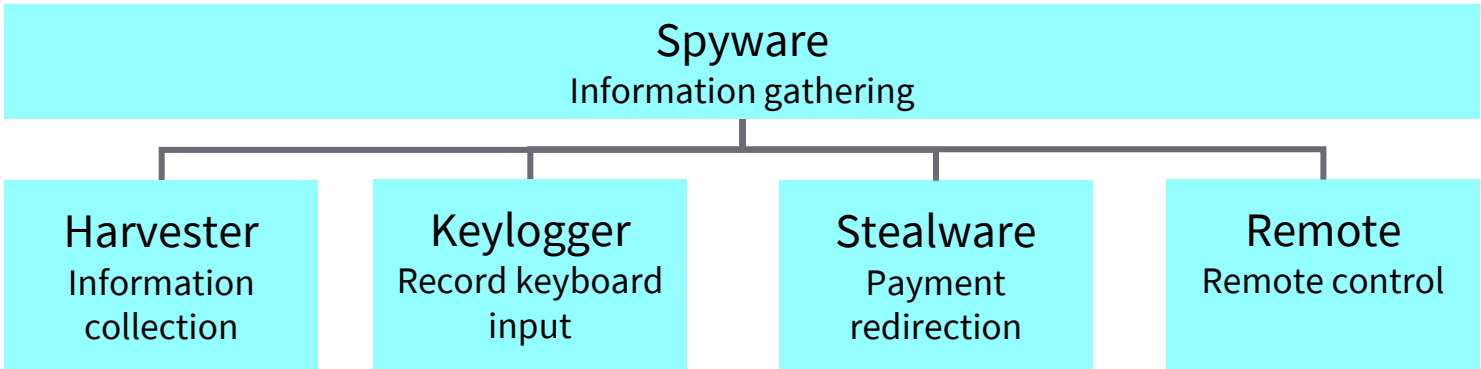 Spyware
Information gathering
Harvester
Information
collection
Keylogger
Record keyboard
input
Stealware
Payment
redirection
Remote
Remote control